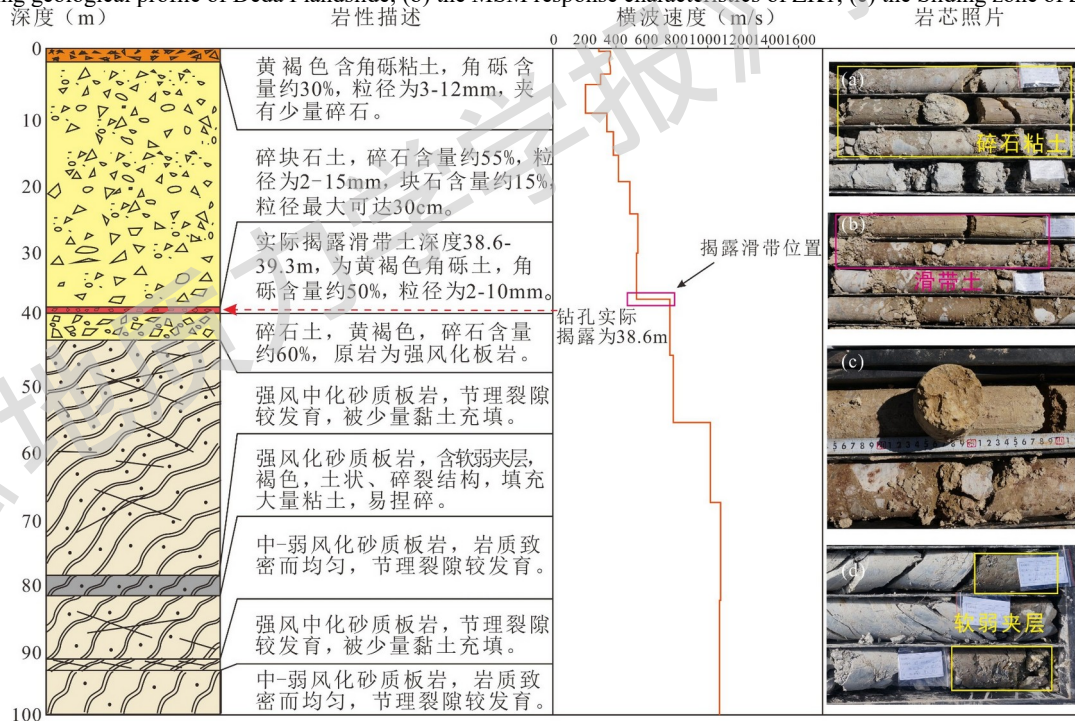 ing geological profile of Deda Ⅱ landslide; (b) the MSM response characteristics of ZK1; (c) the Sliding zone of
深度（m）
岩性描述
横波速度（m/s）
岩芯照片
0 200 400 600 800 1000 1400 1600
0
10
20
30
40
50
60
70
80
90
100
黄褐色含角砾粘土，角砾含
量约30%，粒径为3-12mm，夹
有少量碎石。
碎块石土，碎石含量约55%，粒
径为2-15mm，块石含量约15%，
粒径最大可达30cm。
实际揭露滑带土深度38.6-
39.3m，为黄褐色角砾土，角
砾含量约50%，粒径为2-10mm。
碎石土，黄褐色，碎石含量
约60%，原岩为强风化板岩。
强风中化砂质板岩，节理裂隙
较发育，被少量黏土充填。
强风化砂质板岩，含软弱夹层，
褐色，土状、碎裂结构，填充
大量粘土，易捏碎。
中-弱风化砂质板岩，岩质致
密而均匀，节理裂隙较发育。
强风化砂质板岩，节理裂隙
较发育，被少量黏土充填。
中-弱风化砂质板岩，岩质致
密而均匀，节理裂隙较发育。
揭露滑带位置
钻孔实际
揭露为38.6m
(a)
碎石粘土
(b)
滑带土
(c)
(d)
软弱夹层
地质力学学报》